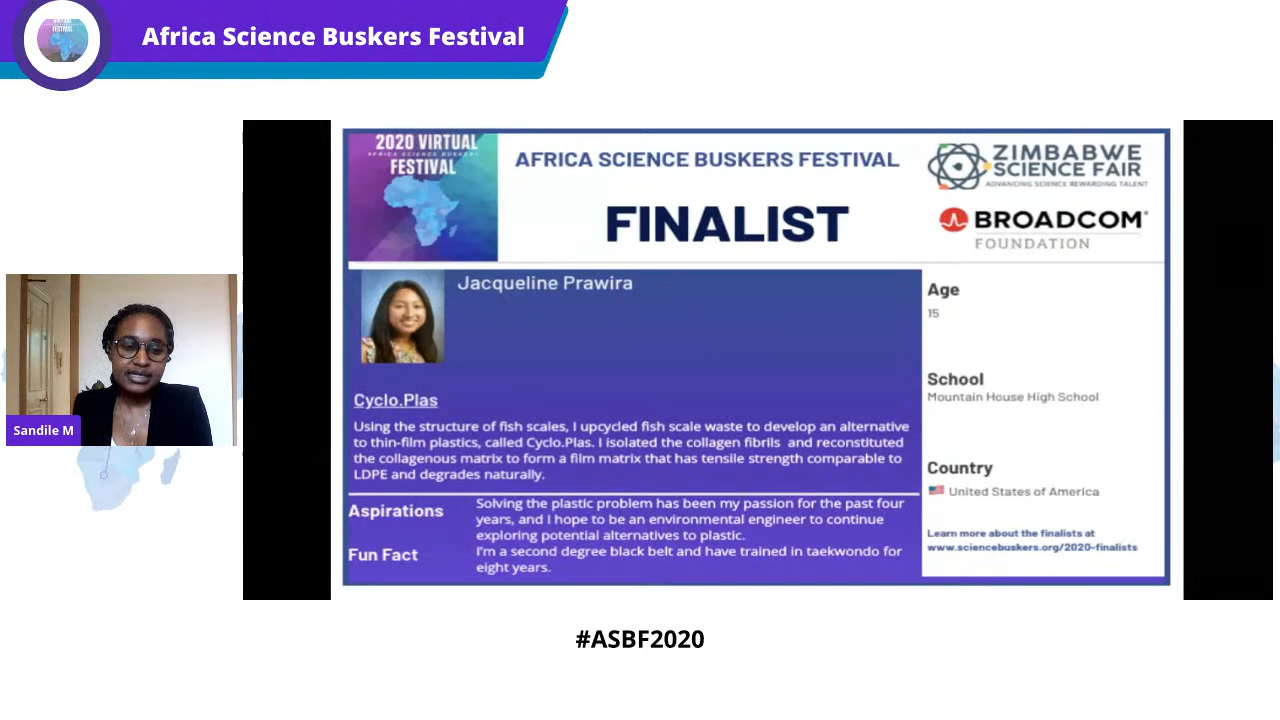 Africa Science Buskers Festival
2020 VIRTUAL
AFRICA SCIENCE BUSKERS
FESTIVAL
AFRICA SCIENCE BUSKERS FESTIVAL
FINALIST
ZIMBABWE
SCIENCE FAIR
ADVANCING SCIENCE REWARDING TALENT
BROADCOM
FOUNDATION
Jacqueline Prawira
Cyclo.Plas
Using the structure of fish scales, I upcycled fish scale waste to develop an alternative
to thin-film plastics, called Cyclo.Plas. I isolated the collagen fibrils and reconstituted
the collagenous matrix to form a film matrix that has tensile strength comparable to
LDPE and degrades naturally.
Aspirations
Solving the plastic problem has been my passion for the past four
years, and I hope to be an environmental engineer to continue
exploring potential alternatives to plastic.
Fun Fact
I'm a second degree black belt and have trained in taekwondo for
eight years.
Age
15
School
Mountain House High School
Country
United States of America
Learn more about the finalists at
www.sciencebuskers.org/2020-finalists
Sandile M
#ASBF2020